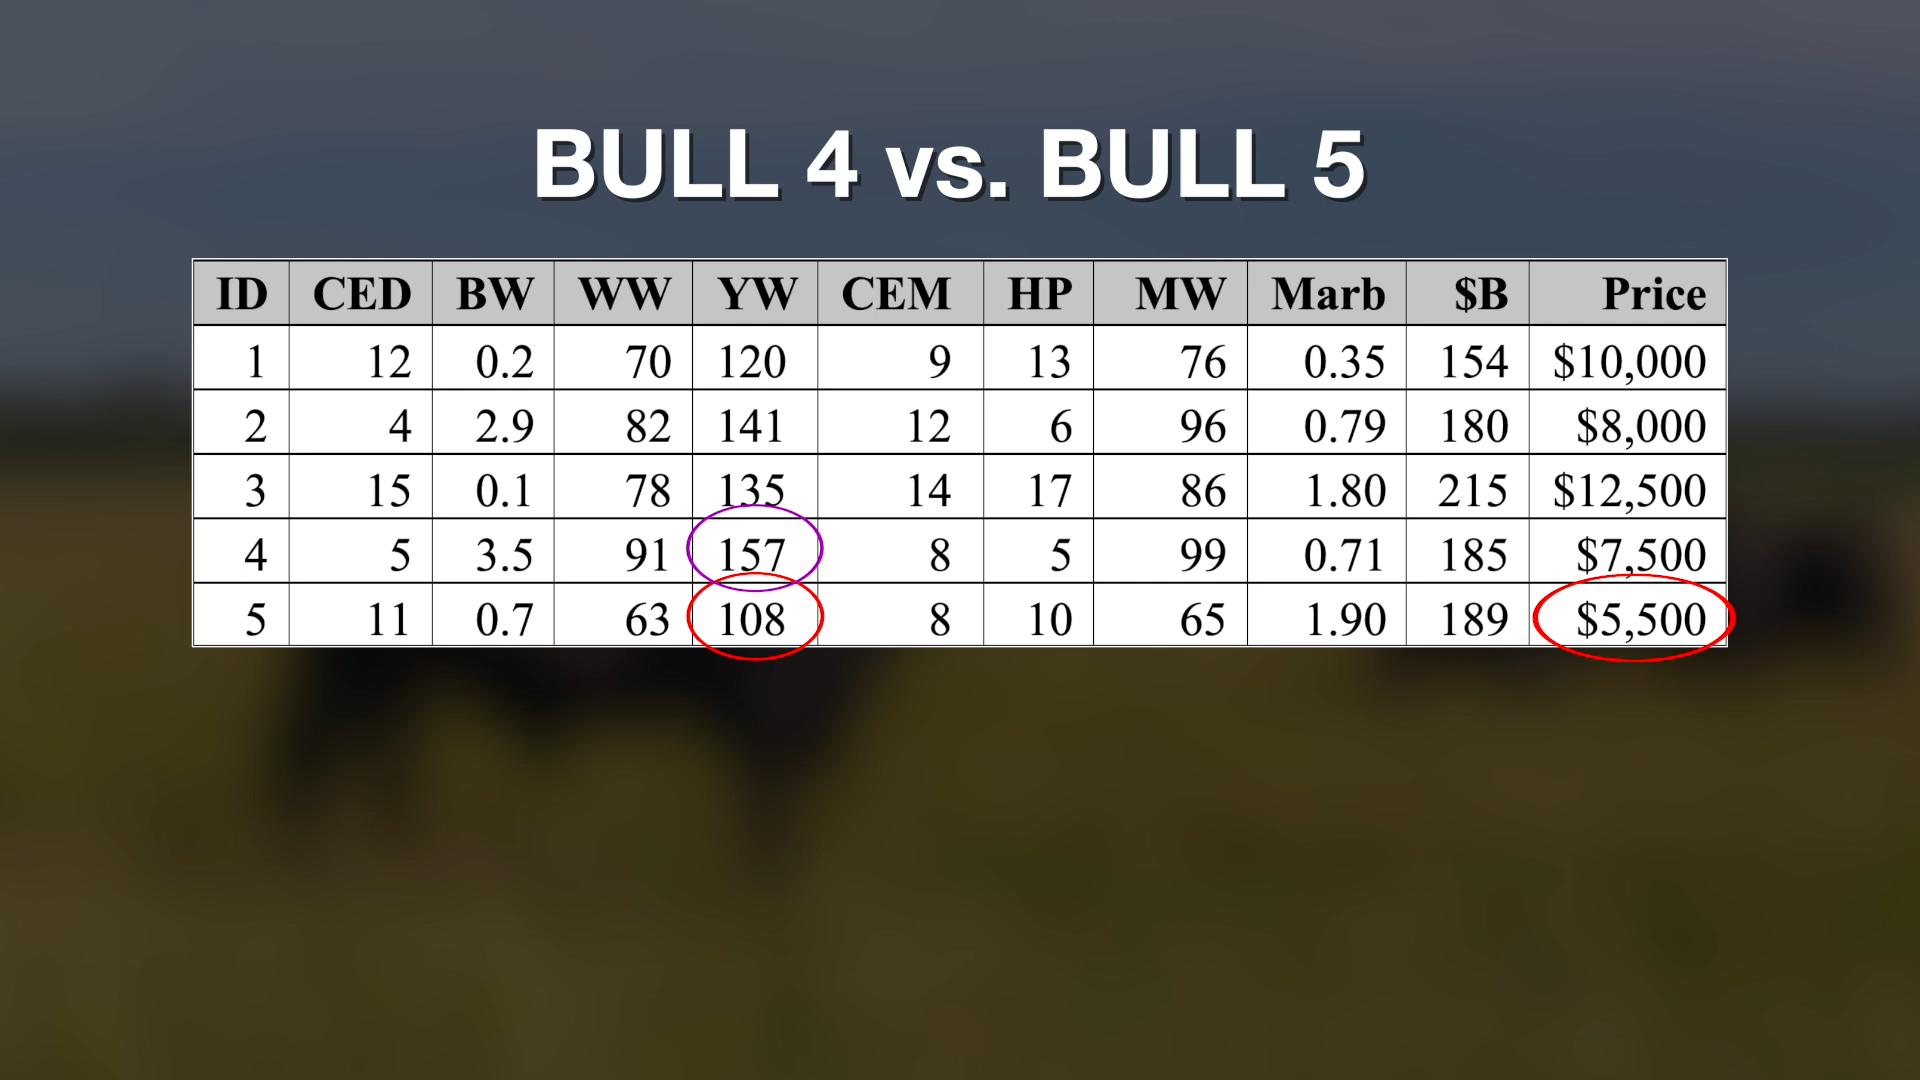 BULL 4 vs. BULL 5
ID CED BW WW YW CEM HP MW Marb $B Price
1 12 0.2 70 120 9 13 76 0.35 154 $10,000
2 4 2.9 82 141 12 6 96 0.79 180 $8,000
3 15 0.1 78 135 14 17 86 1.80 215 $12,500
4 5 3.5 91 157 8 5 99 0.71 185 $7,500
5 11 0.7 63 108 8 10 65 1.90 189 $5,500